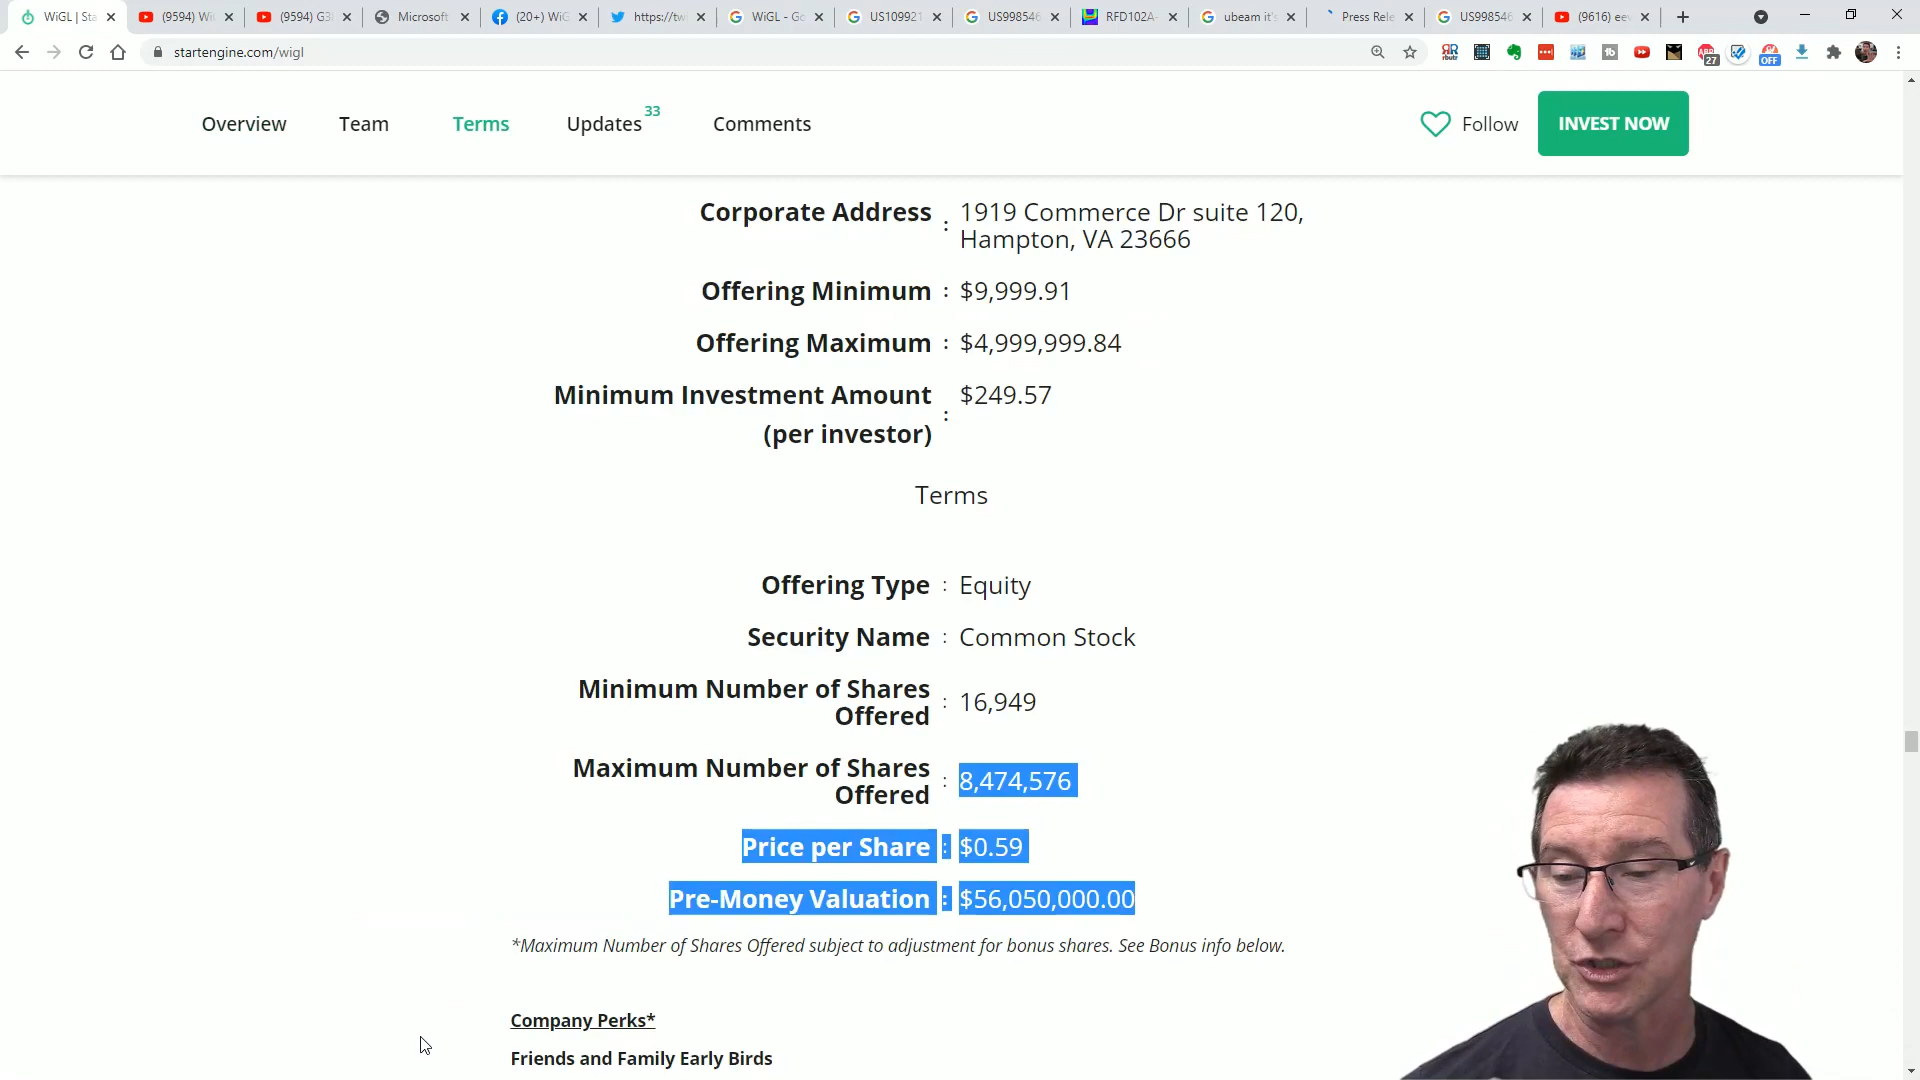 WiGL | Sta
(9594) Wi
(9594) G3
Microsoft
(20+) WiG
https://tw
WiGL - Go
US109921
US998546
RFD102A-
ubeam it's
Press Rele
US998546
(9616) eev
startengine.com/wigl
27
OFF
Overview
Team
Terms
Updates 33
Comments
Follow
INVEST NOW
Corporate Address : 1919 Commerce Dr suite 120,
Hampton, VA 23666
Offering Minimum : $9,999.91
Offering Maximum : $4,999,999.84
Minimum Investment Amount : $249.57
(per investor)
Terms
Offering Type : Equity
Security Name : Common Stock
Minimum Number of Shares
Offered : 16,949
Maximum Number of Shares
Offered : 8,474,576
Price per Share : $0.59
Pre-Money Valuation : $56,050,000.00
*Maximum Number of Shares Offered subject to adjustment for bonus shares. See Bonus info below.
Company Perks*
Friends and Family Early Birds